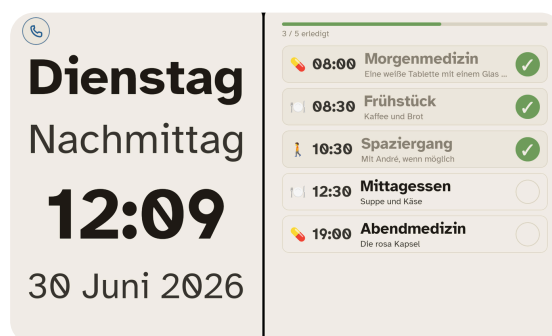 Dienstag
Nachmittag
12:09
30 Juni 2026
3 / 5 erledigt
08:00 Morgenmedizin
Eine weiße Tablette mit einem Glas ...
08:30 Frühstück
Kaffee und Brot
10:30 Spaziergang
Mit André, wenn möglich
12:30 Mittagessen
Suppe und Käse
19:00 Abendmedizin
Die rosa Kapsel